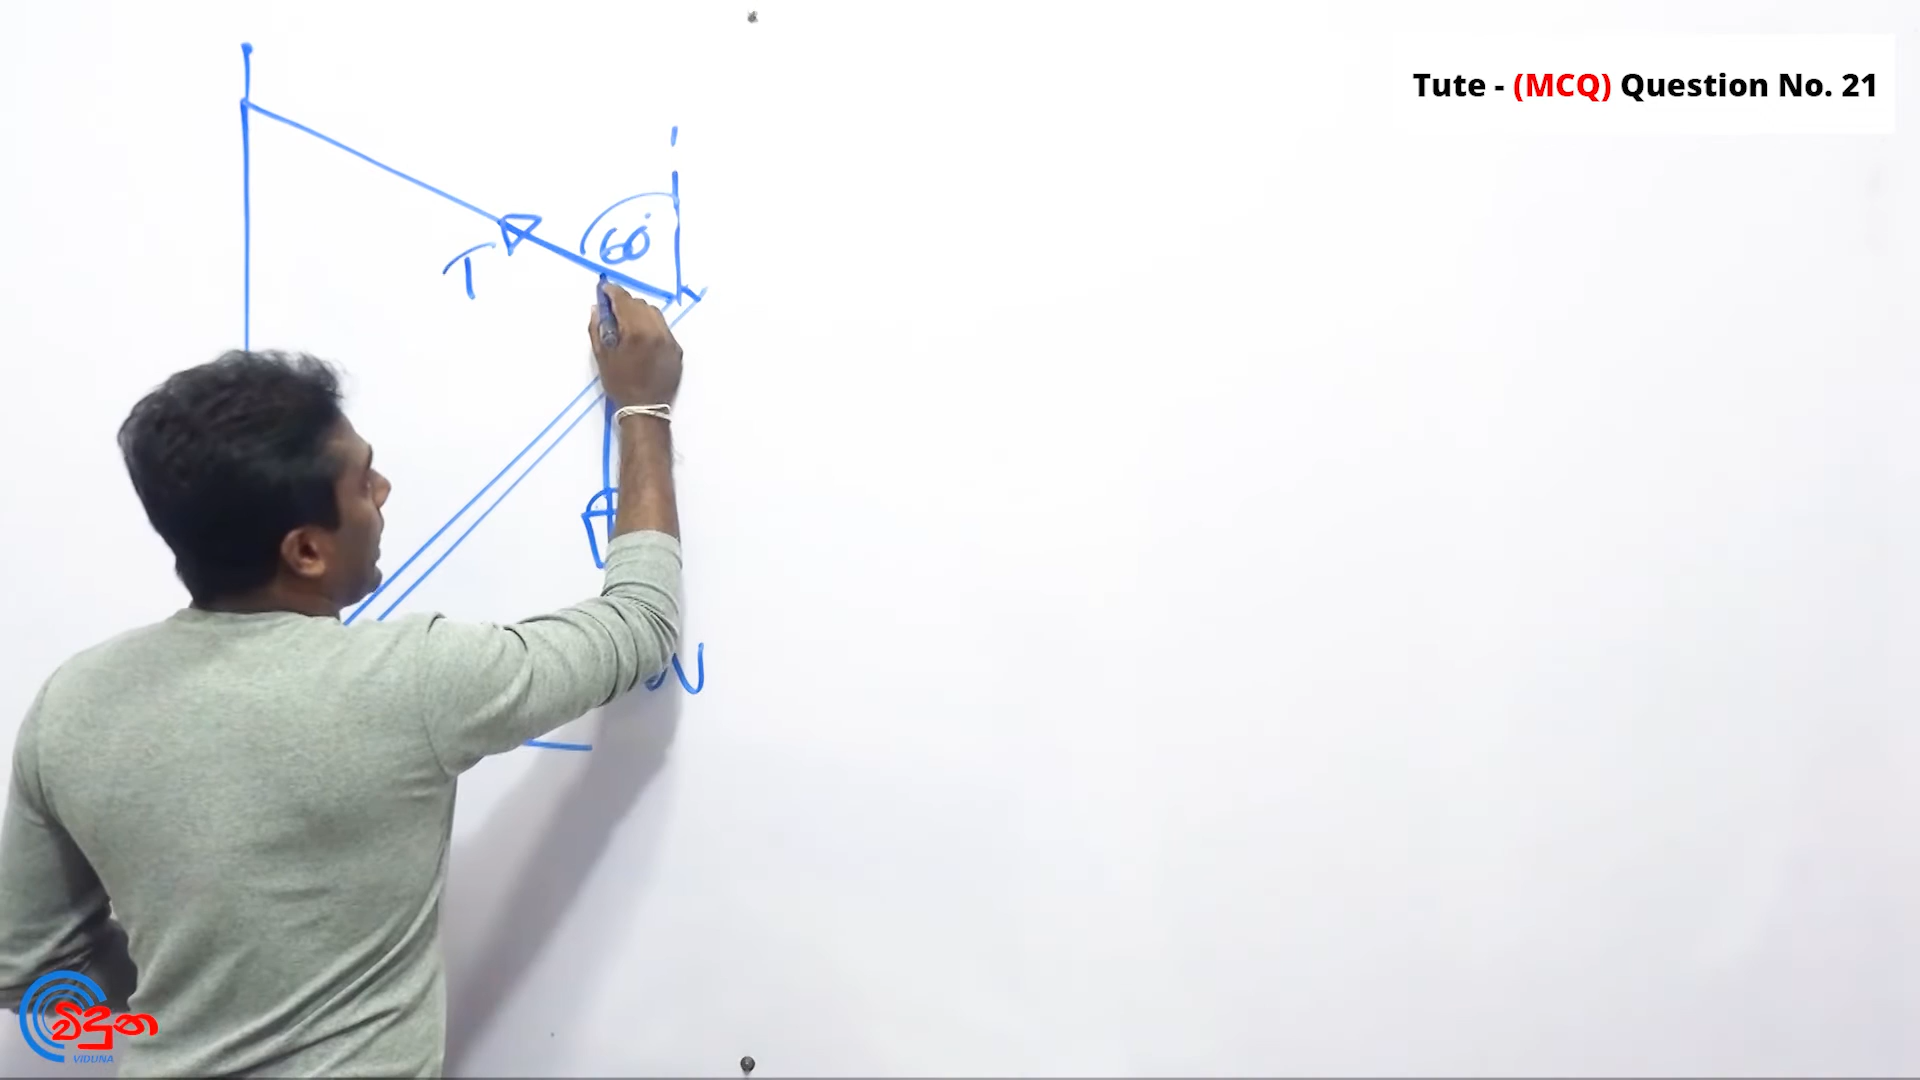 Tute - (MCQ) Question No. 21
60°
T
W
විදුන
VIDUNA